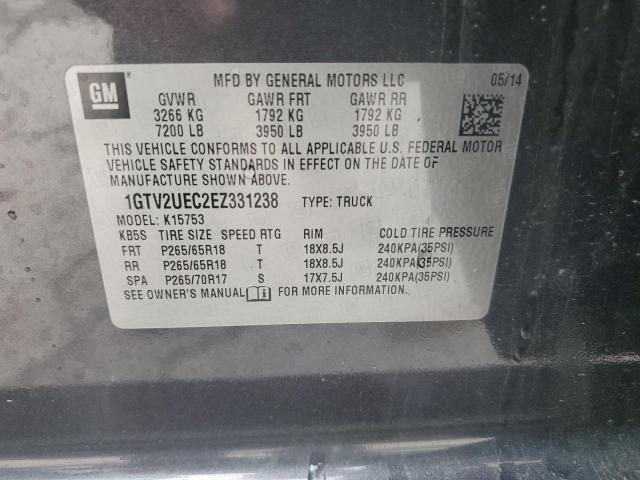 GM
MFD BY GENERAL MOTORS LLC 05/14
GVWR GAWR FRT GAWR RR
3266 KG 1792 KG 1792 KG
7200 LB 3950 LB 3950 LB
THIS VEHICLE CONFORMS TO ALL APPLICABLE U.S. FEDERAL MOTOR
VEHICLE SAFETY STANDARDS IN EFFECT ON THE DATE OF
MANUFACTURE SHOWN ABOVE.
1GTV2UEC2EZ331238 TYPE: TRUCK
MODEL: K15753
KB5S TIRE SIZE SPEED RTG RIM COLD TIRE PRESSURE
FRT P265/65R18 T 18X8.5J 240KPA(35PSI)
RR P265/65R18 T 18X8.5J 240KPA(35PSI)
SPA P265/70R17 S 17X7.5J 240KPA(35PSI)
SEE OWNER'S MANUAL FOR MORE INFORMATION.